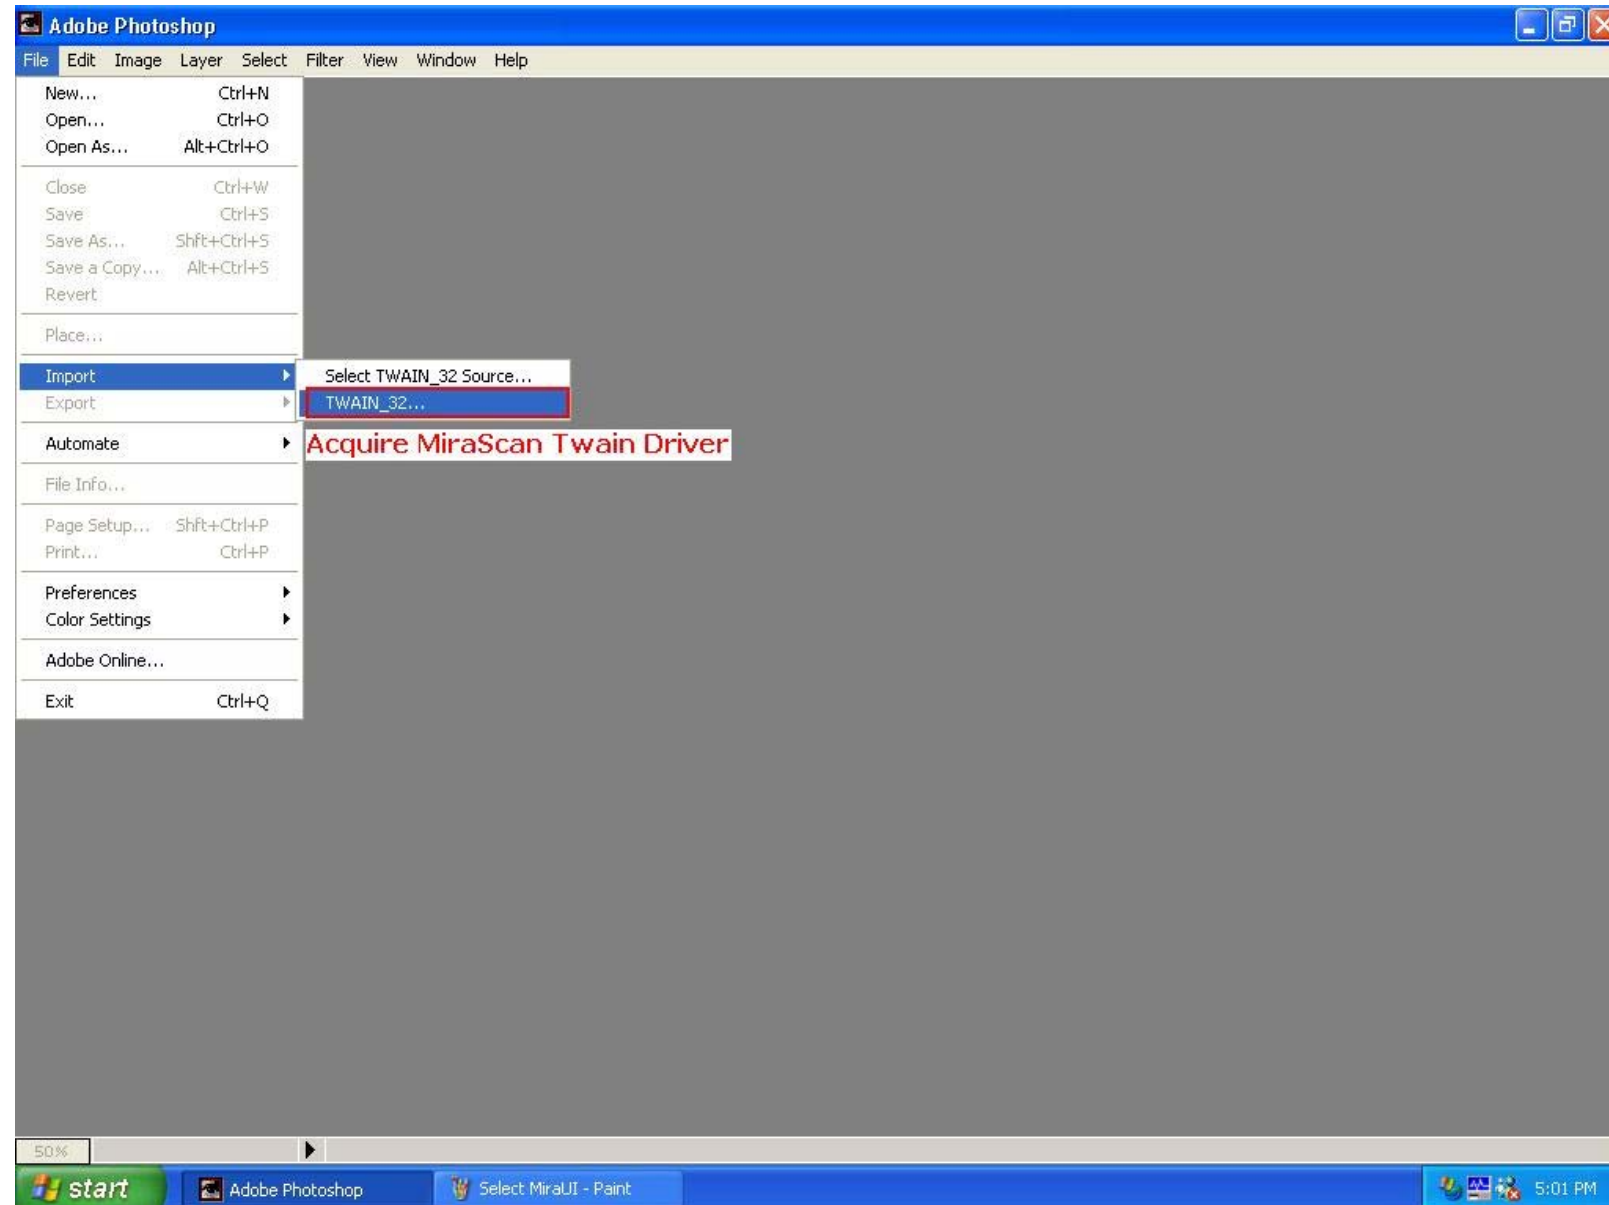 Adobe Photoshop
File Edit Image Layer Select Filter View Window Help
New... Ctrl+N
Open... Ctrl+O
Open As... Alt+Ctrl+O
Close Ctrl+W
Save Ctrl+S
Save As... Shft+Ctrl+S
Save a Copy... Alt+Ctrl+S
Revert
Place...
Import
Select TWAIN_32 Source...
Export
TWAIN_32...
Automate
Acquire MiraScan Twain Driver
File Info...
Page Setup... Shft+Ctrl+P
Print... Ctrl+P
Preferences
Color Settings
Adobe Online...
Exit Ctrl+Q
50%
start Adobe Photoshop Select MiraUI - Paint 5:01 PM